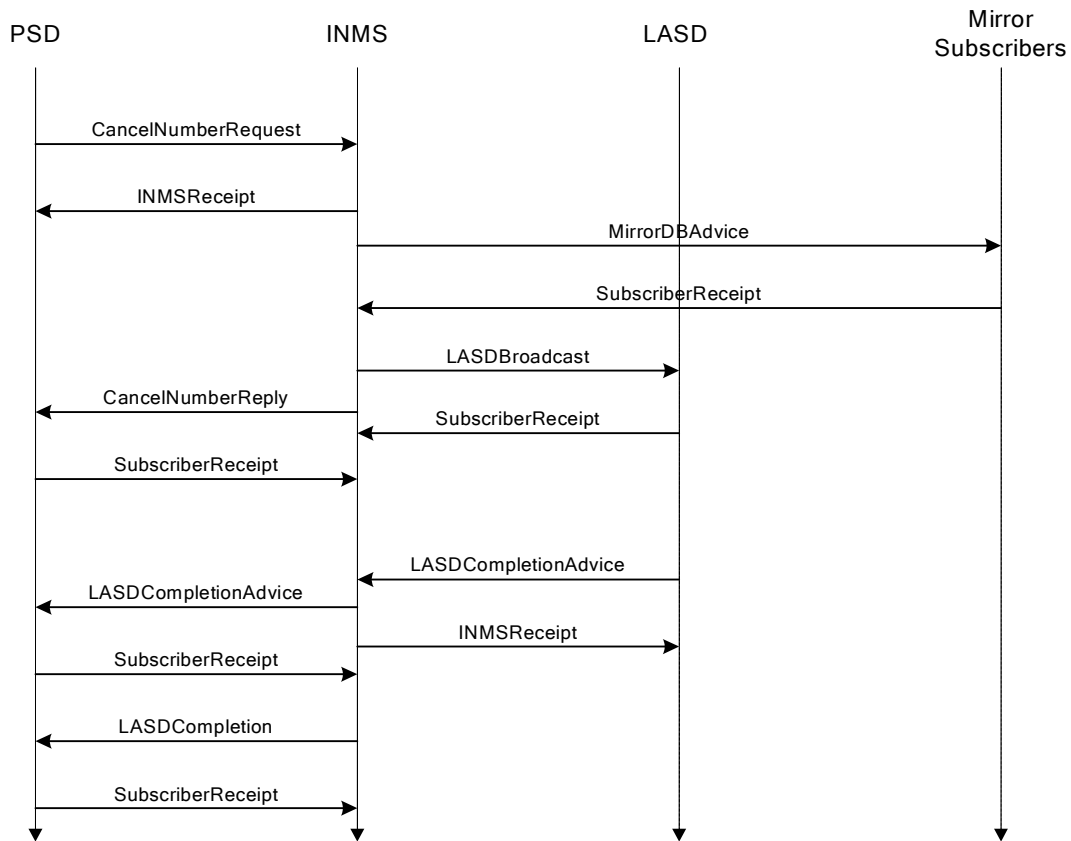 PSD
INMS
LASD
Mirror
Subscribers
CancelNumberRequest
INMSReceipt
MirrorDBAdvice
SubscriberReceipt
LASDBroadcast
CancelNumberReply
SubscriberReceipt
SubscriberReceipt
LASDCompletionAdvice
LASDCompletionAdvice
INMSReceipt
SubscriberReceipt
LASDCompletion
SubscriberReceipt